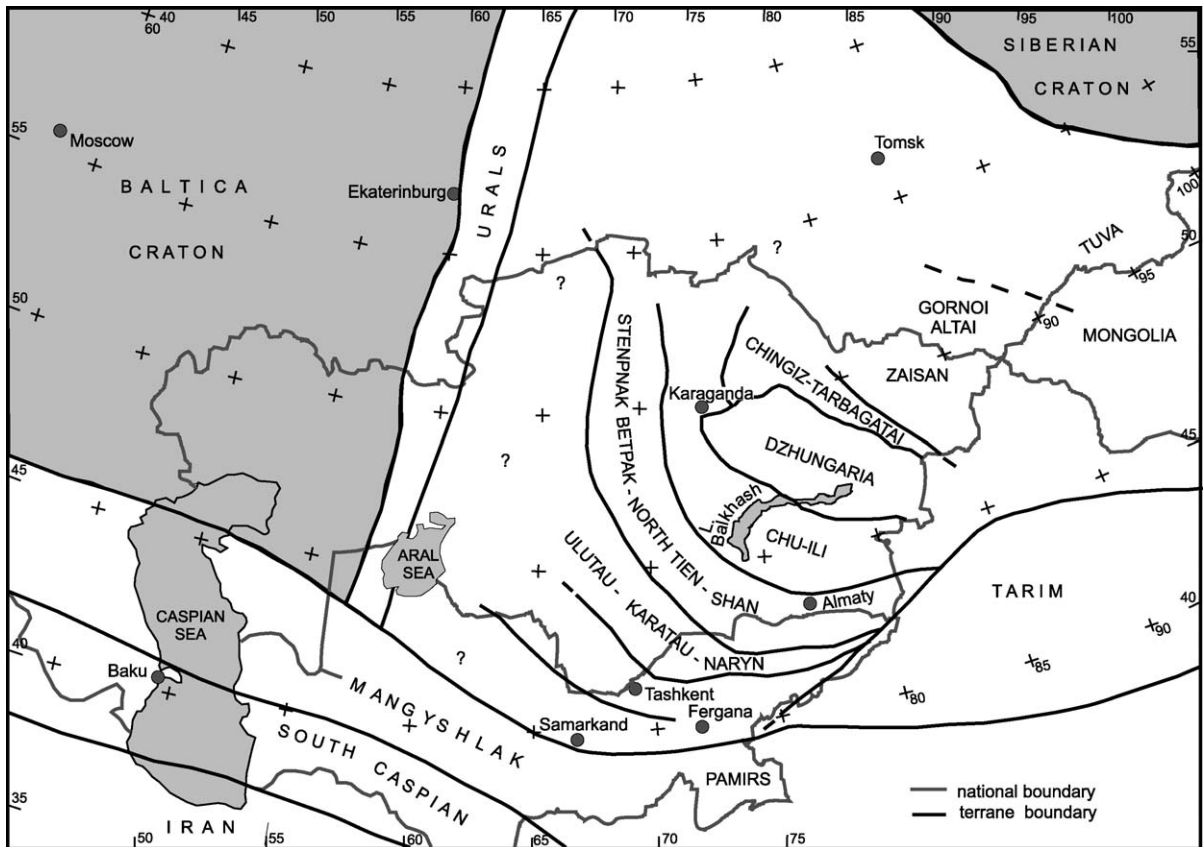 40
45
50
55
60
65
70
75
80
85
90
95
100
60
SIBERIAN
CRATON
55
55
Moscow
Tomsk
BALTICA
Ekaterinburg
URALS
100
CRATON
TUVA
50
?
95
?
50
GORNOI
ALTAI
90
MONGOLIA
STENPNAK BETPAK - NORTH TIEN - SHAN
CHINGIZ-TARBAGATAI
ZAISAN
Karaganda
45
?
DZHUNGARIA
45
L. Balkhash
CHU-ILI
ARAL
SEA
ULUTAU - KARATAU - NARYN
TARIM
Almaty
40
CASPIAN
SEA
90
40
?
85
Baku
80
MANGYSHLAK
Tashkent
Fergana
Samarkand
SOUTH CASPIAN
PAMIRS
national boundary
35
terrane boundary
IRAN
50
55
60
65
70
75